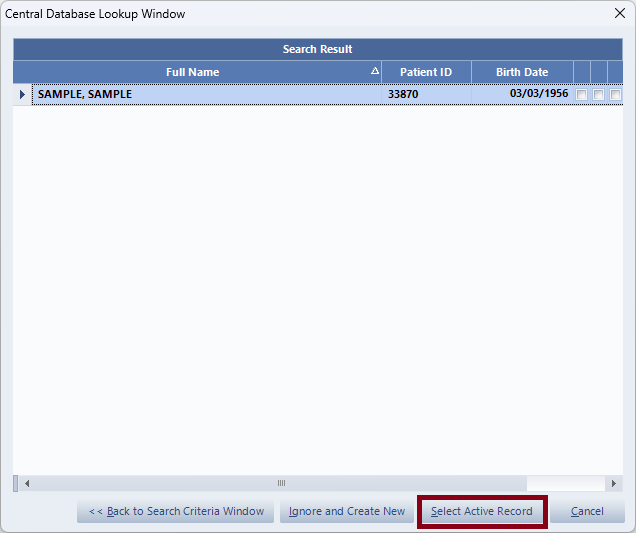 Central Database Lookup Window
Search Result
Full Name Patient ID Birth Date
SAMPLE, SAMPLE 33870 03/03/1956
<< Back to Search Criteria Window Ignore and Create New Select Active Record Cancel